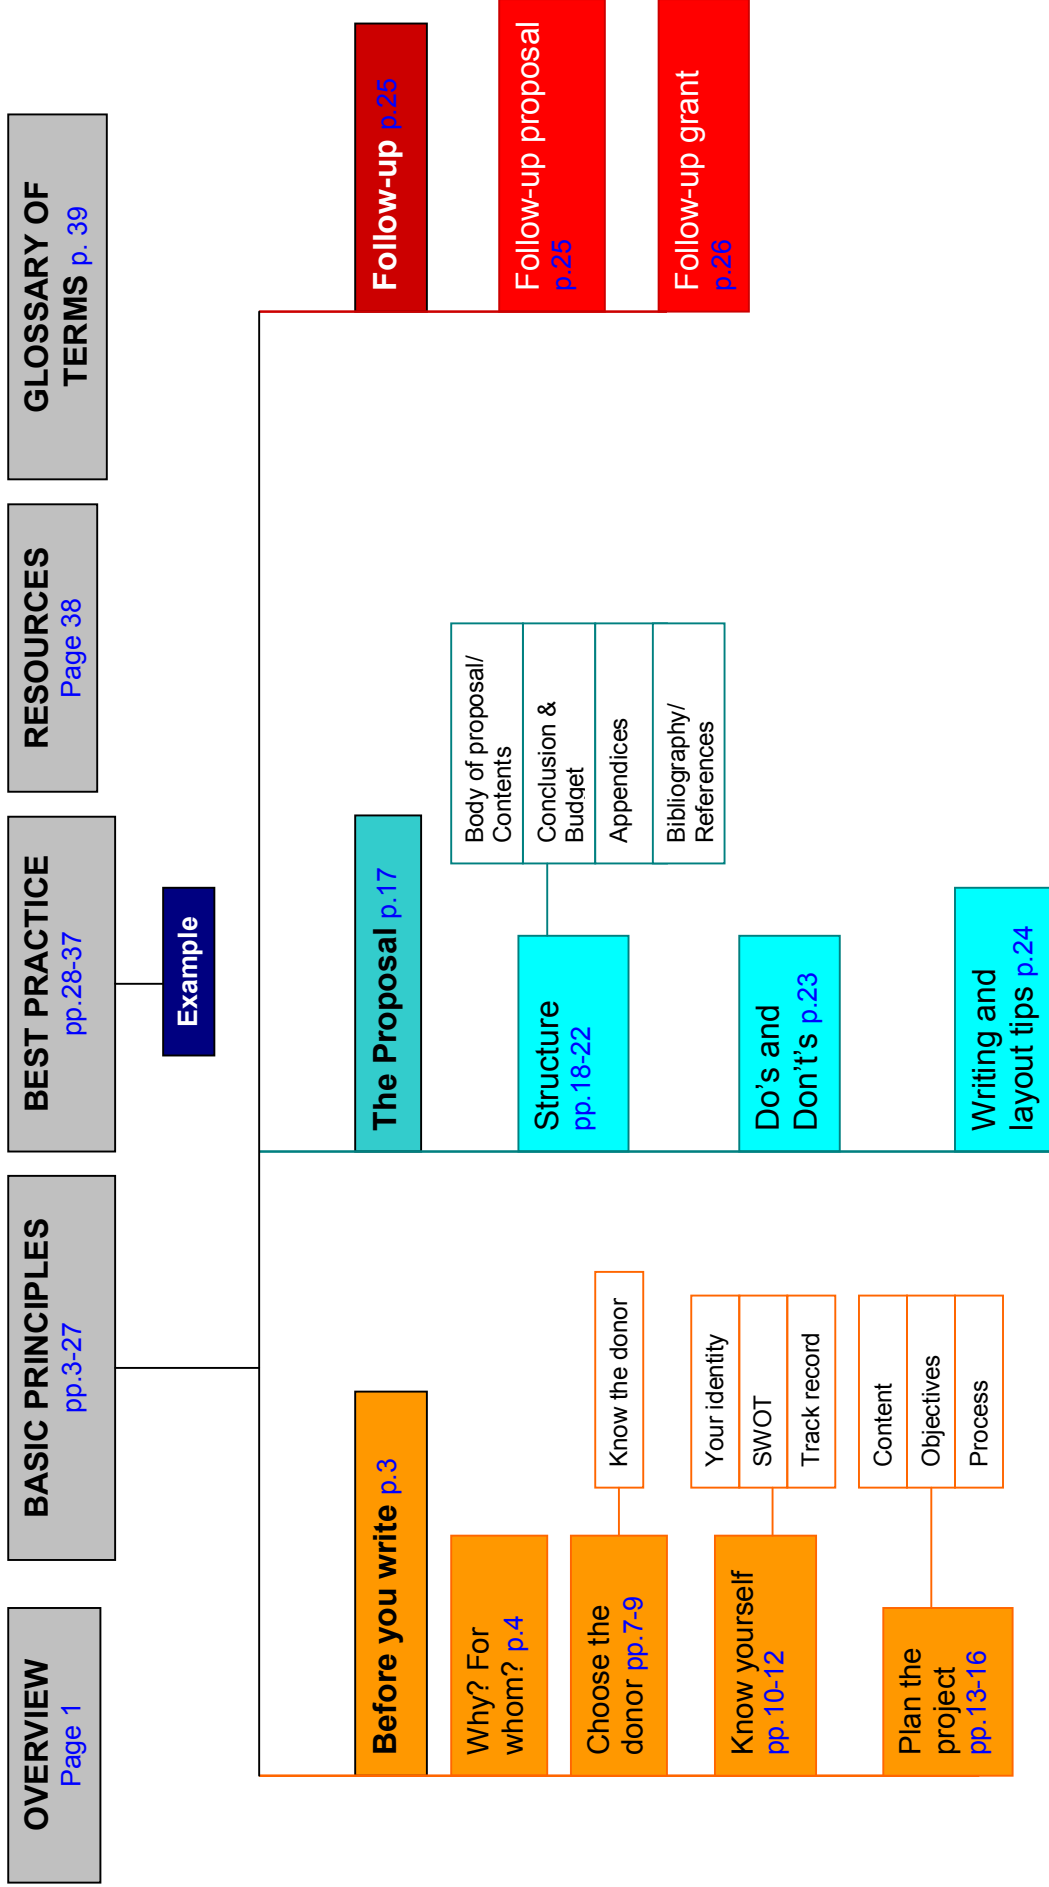 OVERVIEW
Page 1
BASIC PRINCIPLES
pp.3-27
BEST PRACTICE
pp.28-37
Example
RESOURCES
Page 38
GLOSSARY OF
TERMS p. 39
Before you write p.3
Why? For
whom? p.4
Choose the
donor pp.7-9
Know the donor
Know yourself
pp.10-12
Your identity
SWOT
Track record
Plan the
project
pp.13-16
Content
Objectives
Process
The Proposal p.17
Structure
pp.18-22
Body of proposal/
Contents
Conclusion &
Budget
Appendices
Bibliography/
References
Do's and
Don't's p.23
Writing and
layout tips p.24
Follow-up p.25
Follow-up proposal
p.25
Follow-up grant
p.26